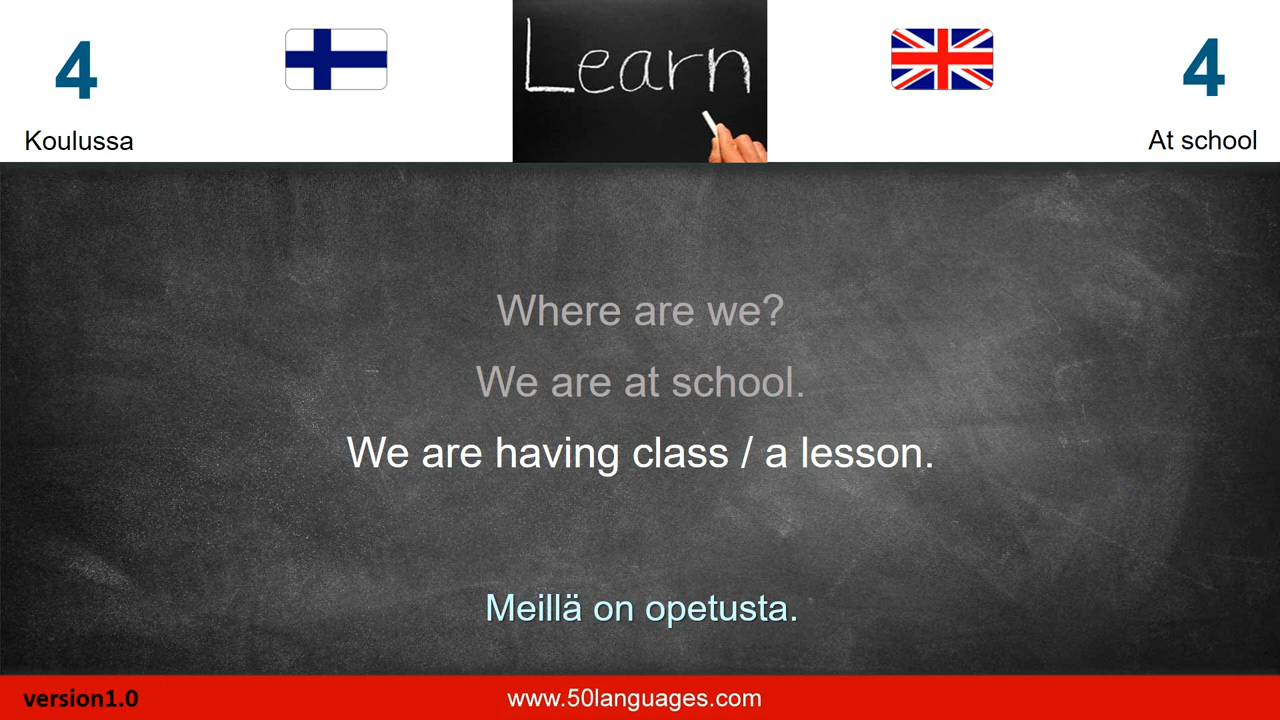 4
Koulussa
Learn
4
At school
Where are we?
We are at school.
We are having class / a lesson.
Meillä on opetusta.
version1.0
www.50languages.com